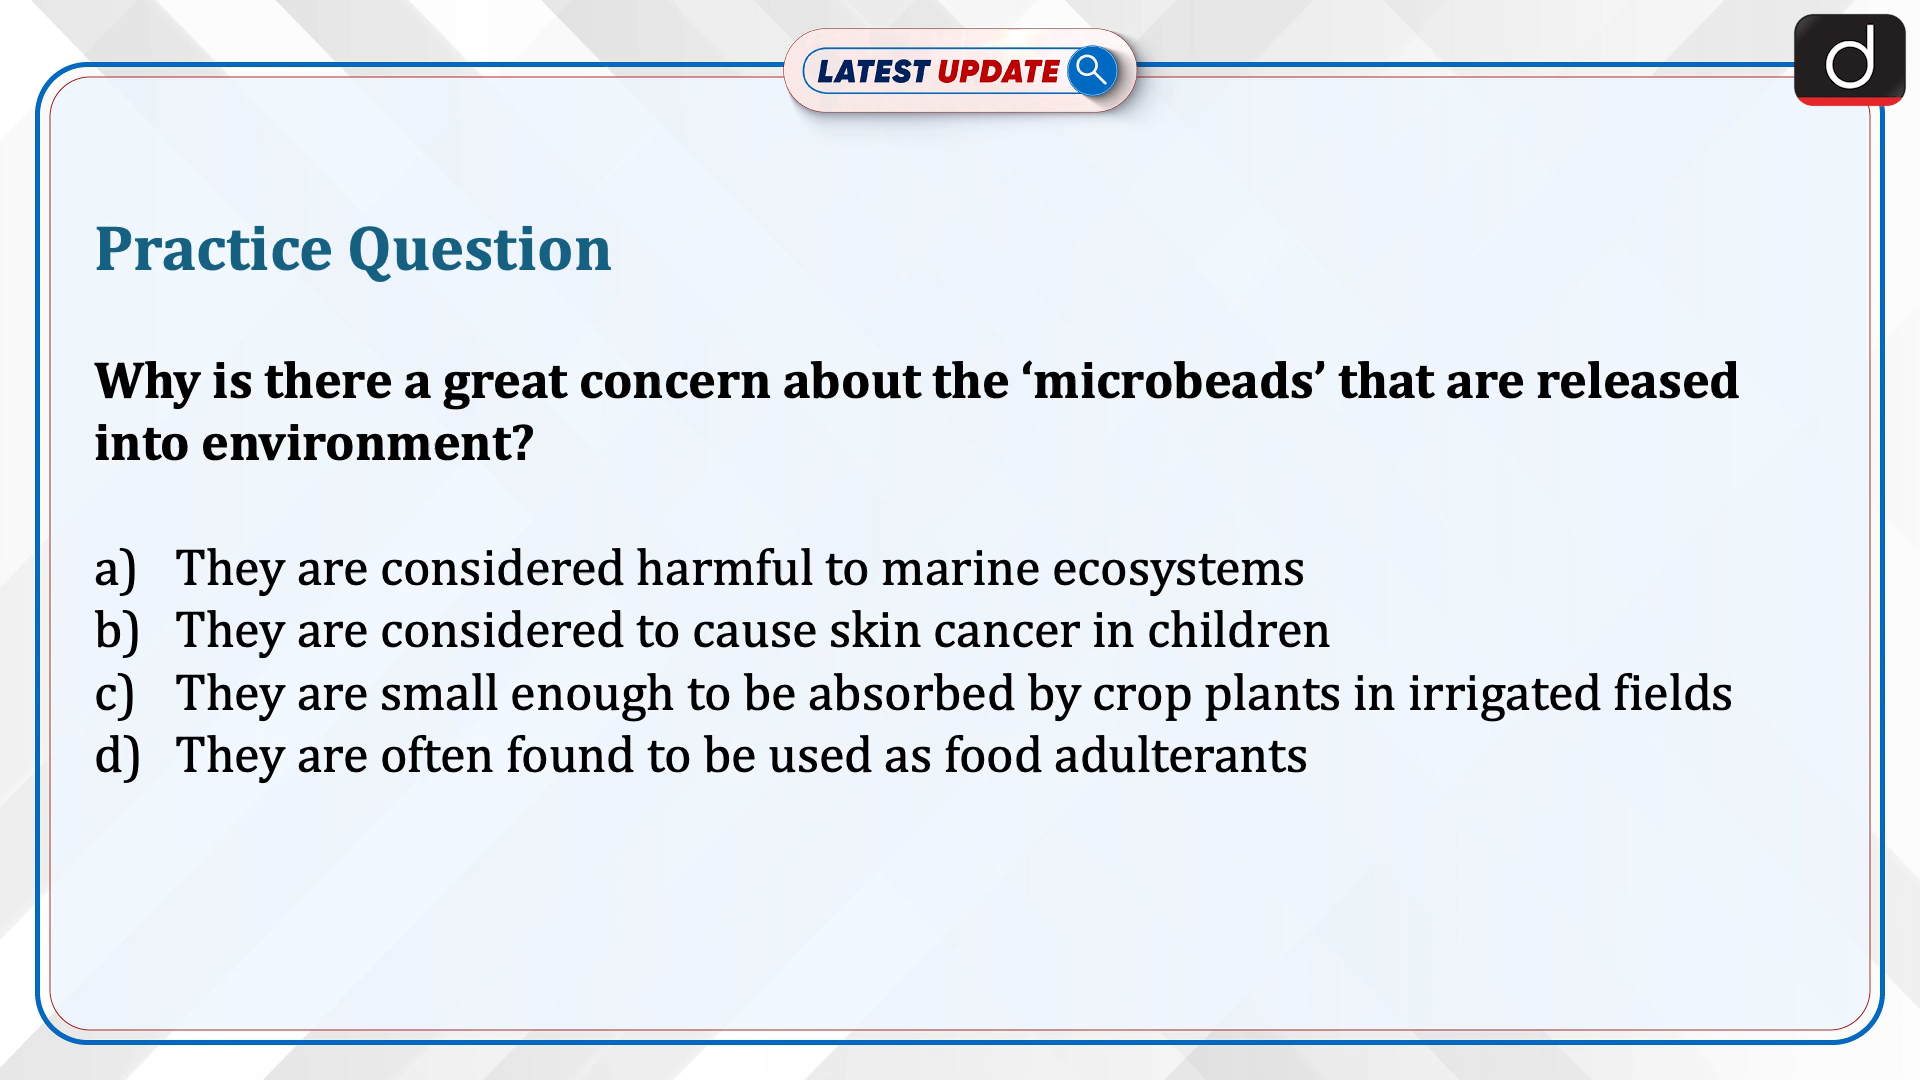 LATEST UPDATE
d
Practice Question
Why is there a great concern about the ‘microbeads’ that are released
into environment?
a) They are considered harmful to marine ecosystems
b) They are considered to cause skin cancer in children
c) They are small enough to be absorbed by crop plants in irrigated fields
d) They are often found to be used as food adulterants